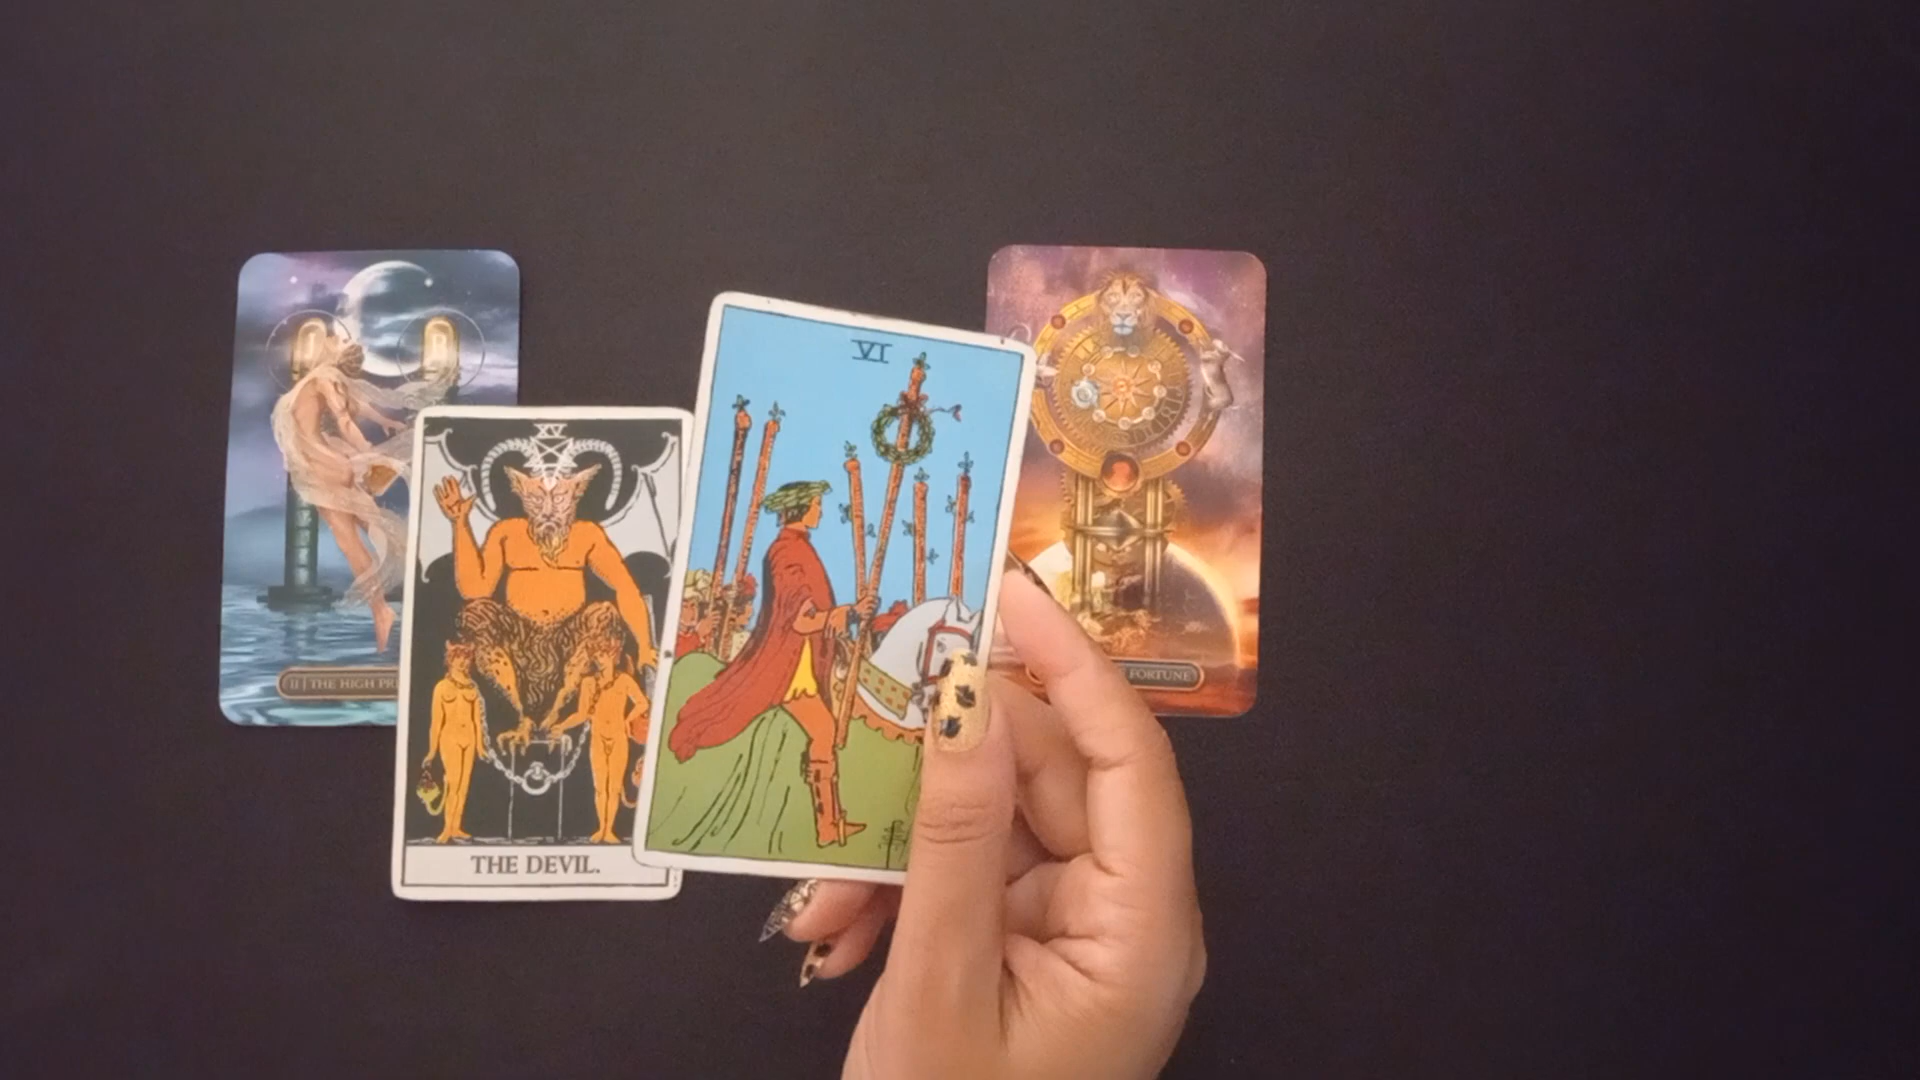 VI
J
B
XV
II | THE HIGH PR
FORTUNE
THE DEVIL.